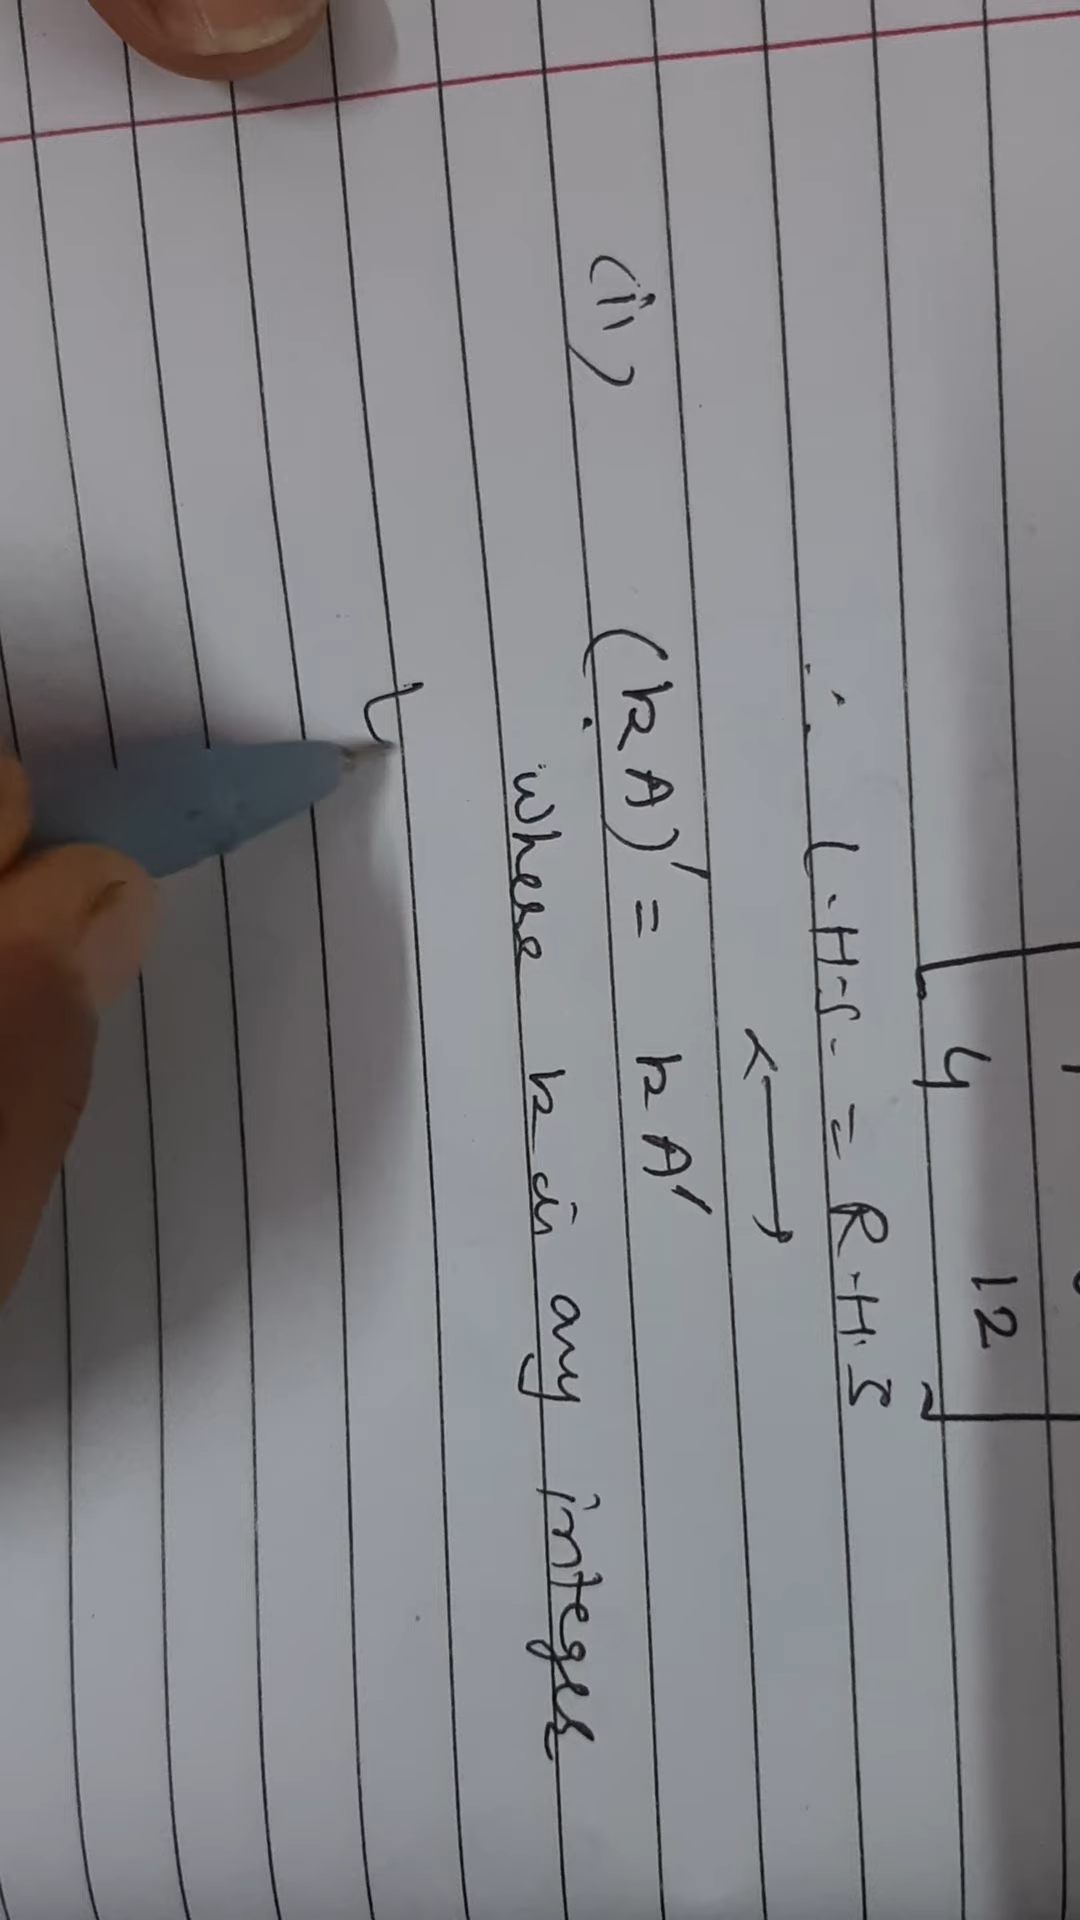 4 12
∴ L.H.S. = R.H.S
(ii) (kA)' = kA'
where k is any integer